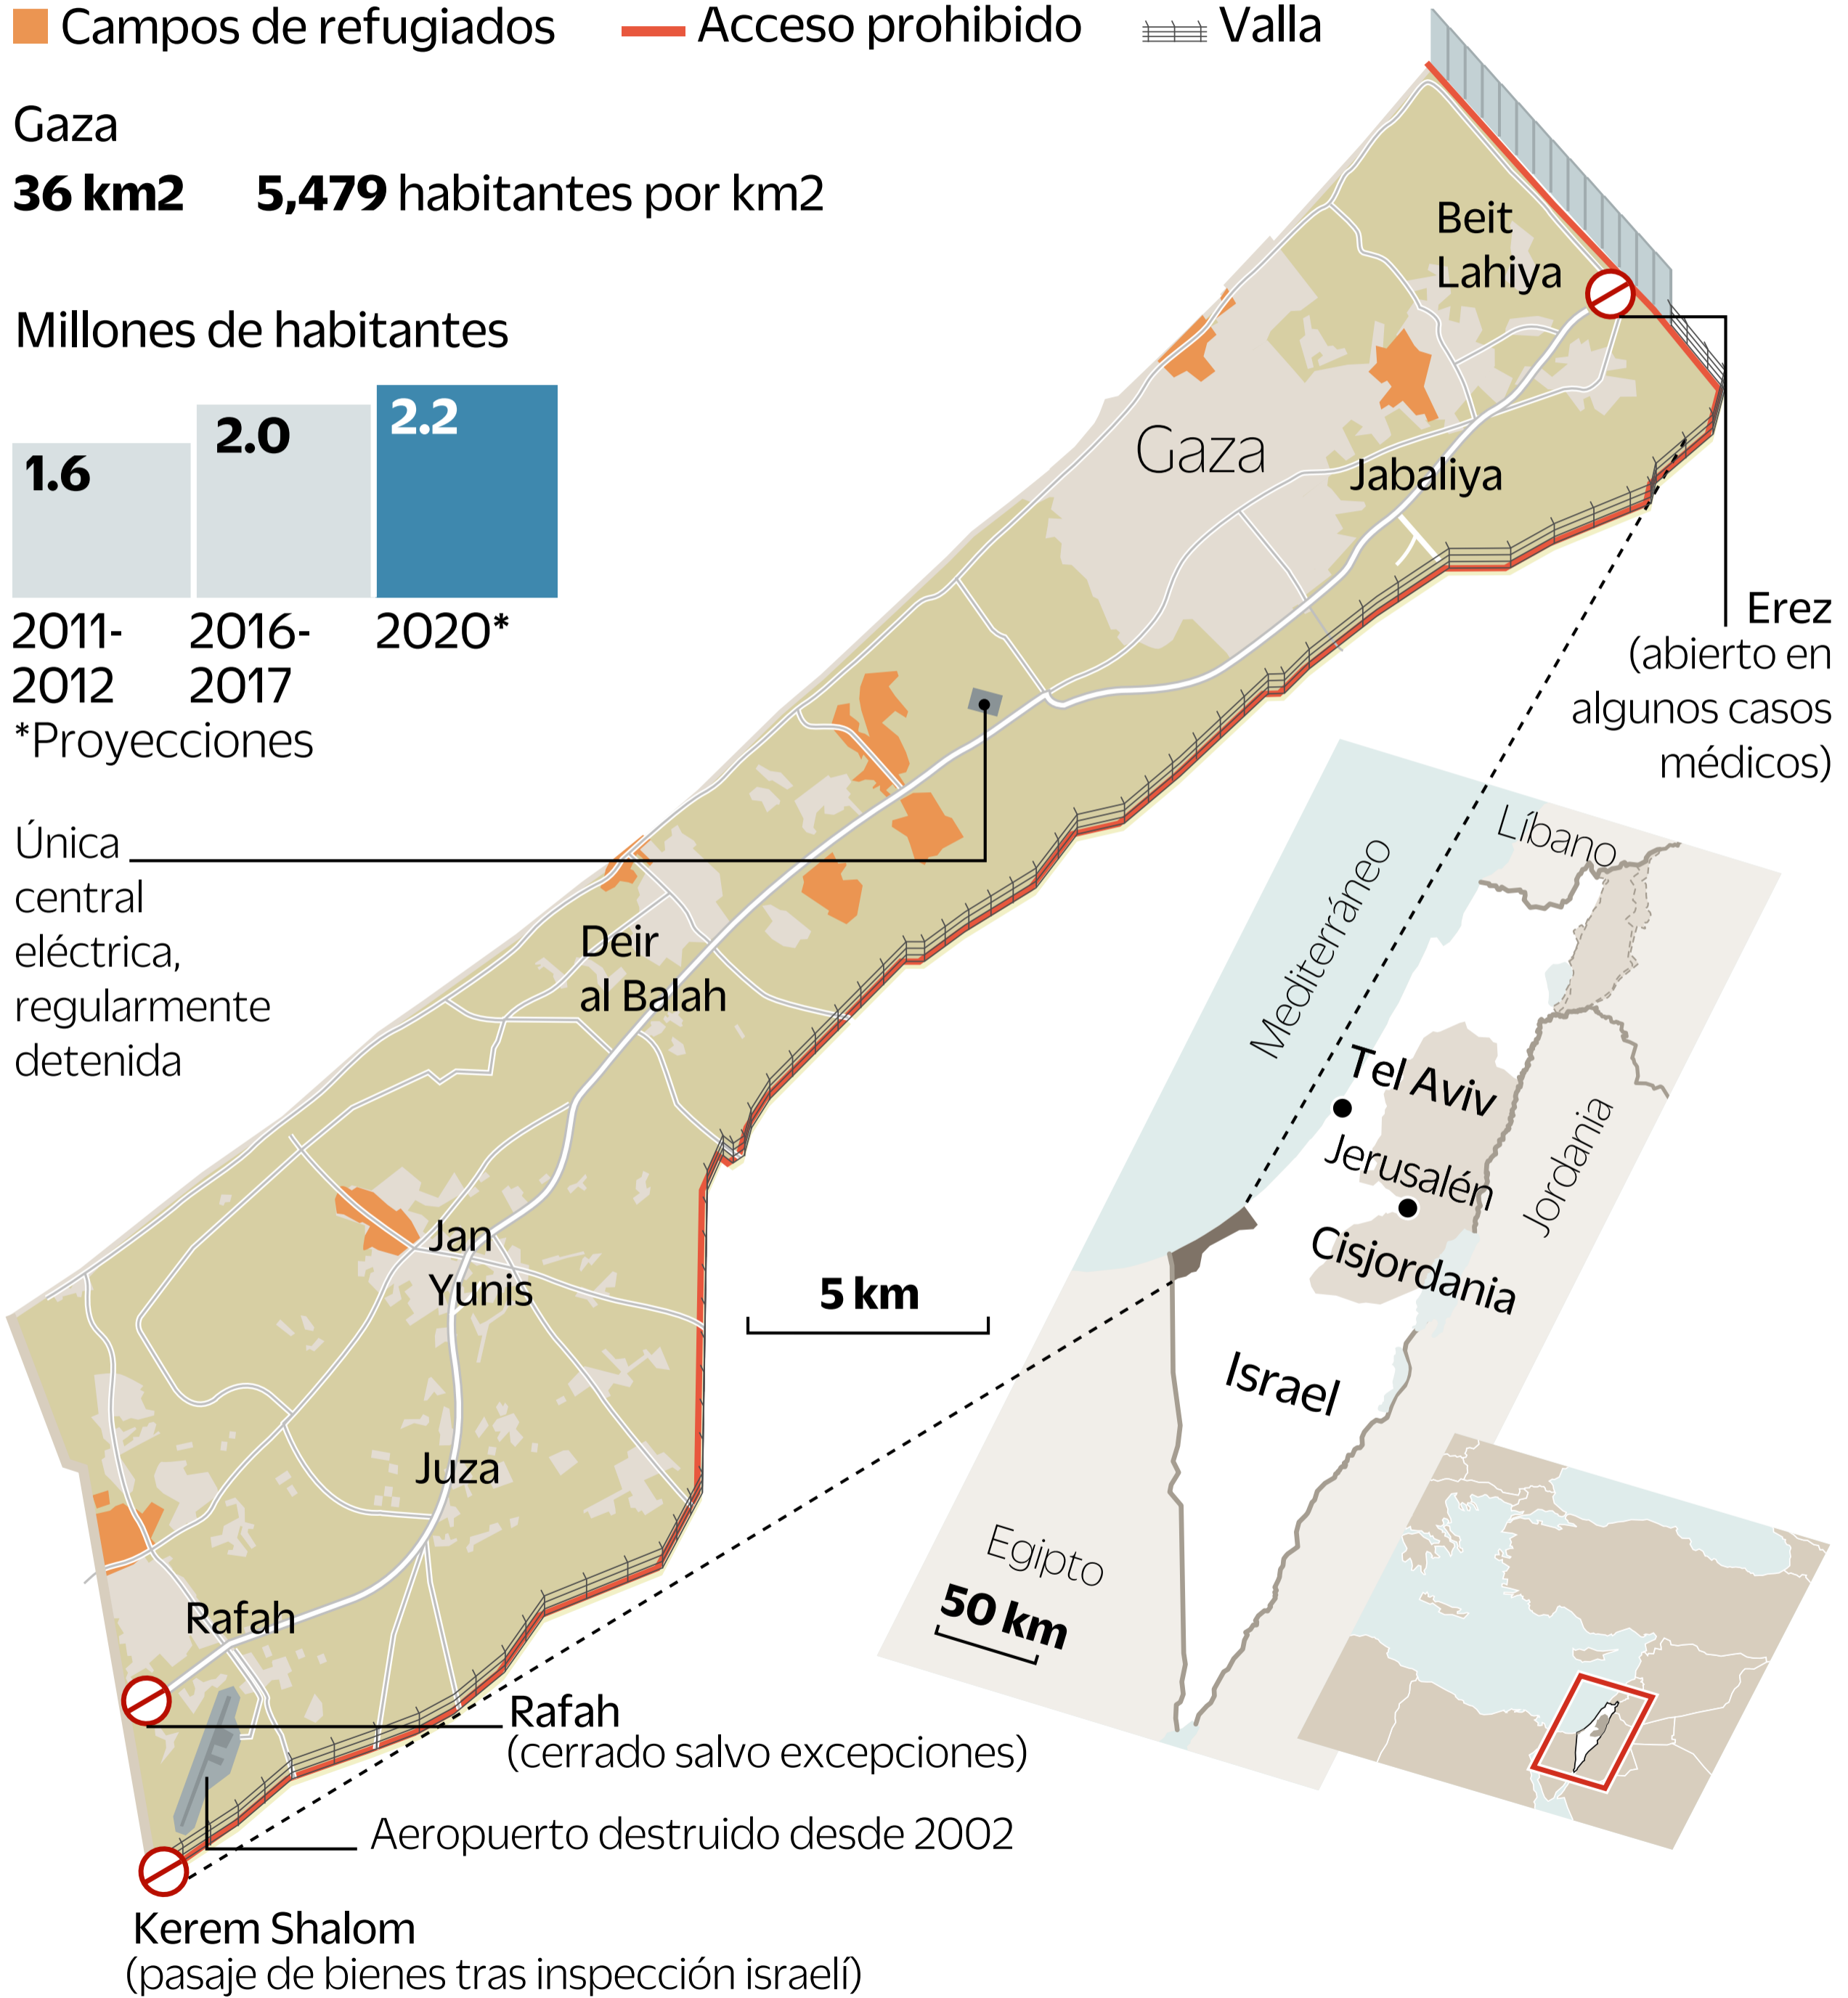 Campos de refugiados
Acceso prohibido
Valla
Gaza
36 km2
5,479 habitantes por km2
Millones de habitantes
1.6
2.0
2.2
2011-
2012
2016-
2017
2020*
*Proyecciones
Única
central
eléctrica,
regularmente
detenida
Beit
Lahiya
Gaza
Jabaliya
Erez
(abierto en
algunos casos
médicos)
Deir
al Balah
Jan
Yunis
Juza
Rafah
5 km
Líbano
Mediterráneo
Tel Aviv
Jerusalén
Cisjordania
Jordania
Israel
Egipto
50 km
Rafah
(cerrado salvo excepciones)
Aeropuerto destruido desde 2002
Kerem Shalom
(pasaje de bienes tras inspección israelí)